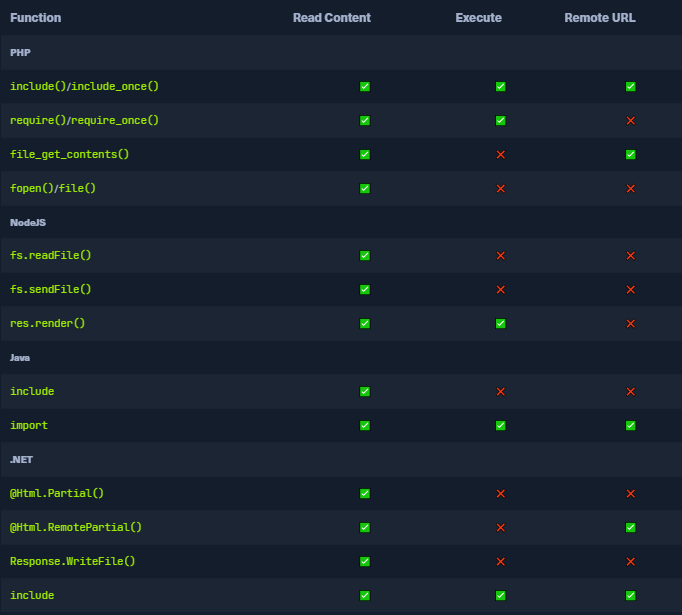 Function Read Content Execute Remote URL
PHP
include()/include_once() ✅ ✅ ✅
require()/require_once() ✅ ✅ ❌
file_get_contents() ✅ ❌ ✅
fopen()/file() ✅ ❌ ❌
NodeJS
fs.readFile() ✅ ❌ ❌
fs.sendFile() ✅ ❌ ❌
res.render() ✅ ✅ ❌
Java
include ✅ ❌ ❌
import ✅ ✅ ✅
.NET
@Html.Partial() ✅ ❌ ❌
@Html.RemotePartial() ✅ ❌ ✅
Response.WriteFile() ✅ ❌ ❌
include ✅ ✅ ✅